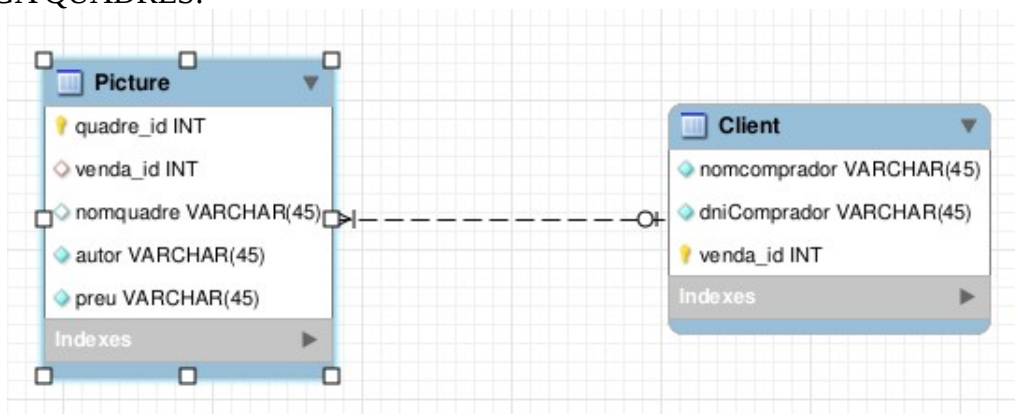 QUADRES:
Picture
quadre_id INT
venda_id INT
nomquadre VARCHAR(45)
autor VARCHAR(45)
preu VARCHAR(45)
Indexes
Client
nomcomprador VARCHAR(45)
dniComprador VARCHAR(45)
venda_id INT
Indexes